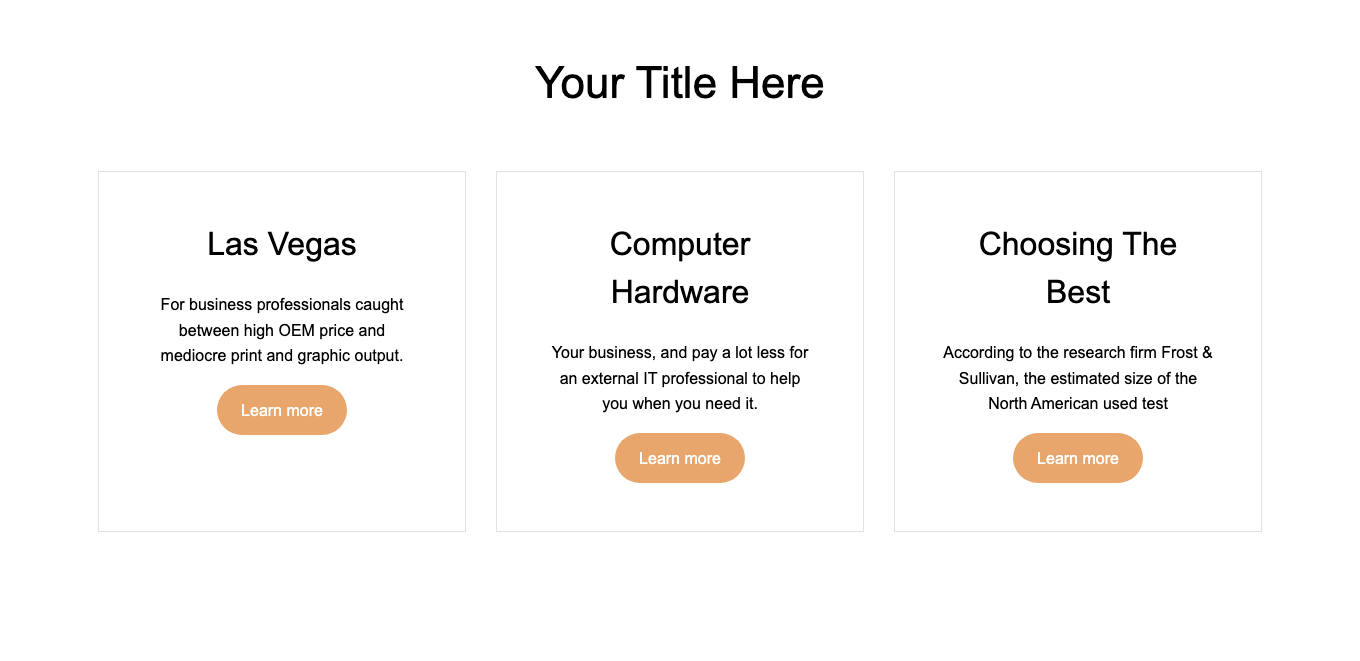 Your Title Here
Las Vegas
For business professionals caught
between high OEM price and
mediocre print and graphic output.
Learn more
Computer
Hardware
Your business, and pay a lot less for
an external IT professional to help
you when you need it.
Learn more
Choosing The
Best
According to the research firm Frost &
Sullivan, the estimated size of the
North American used test
Learn more